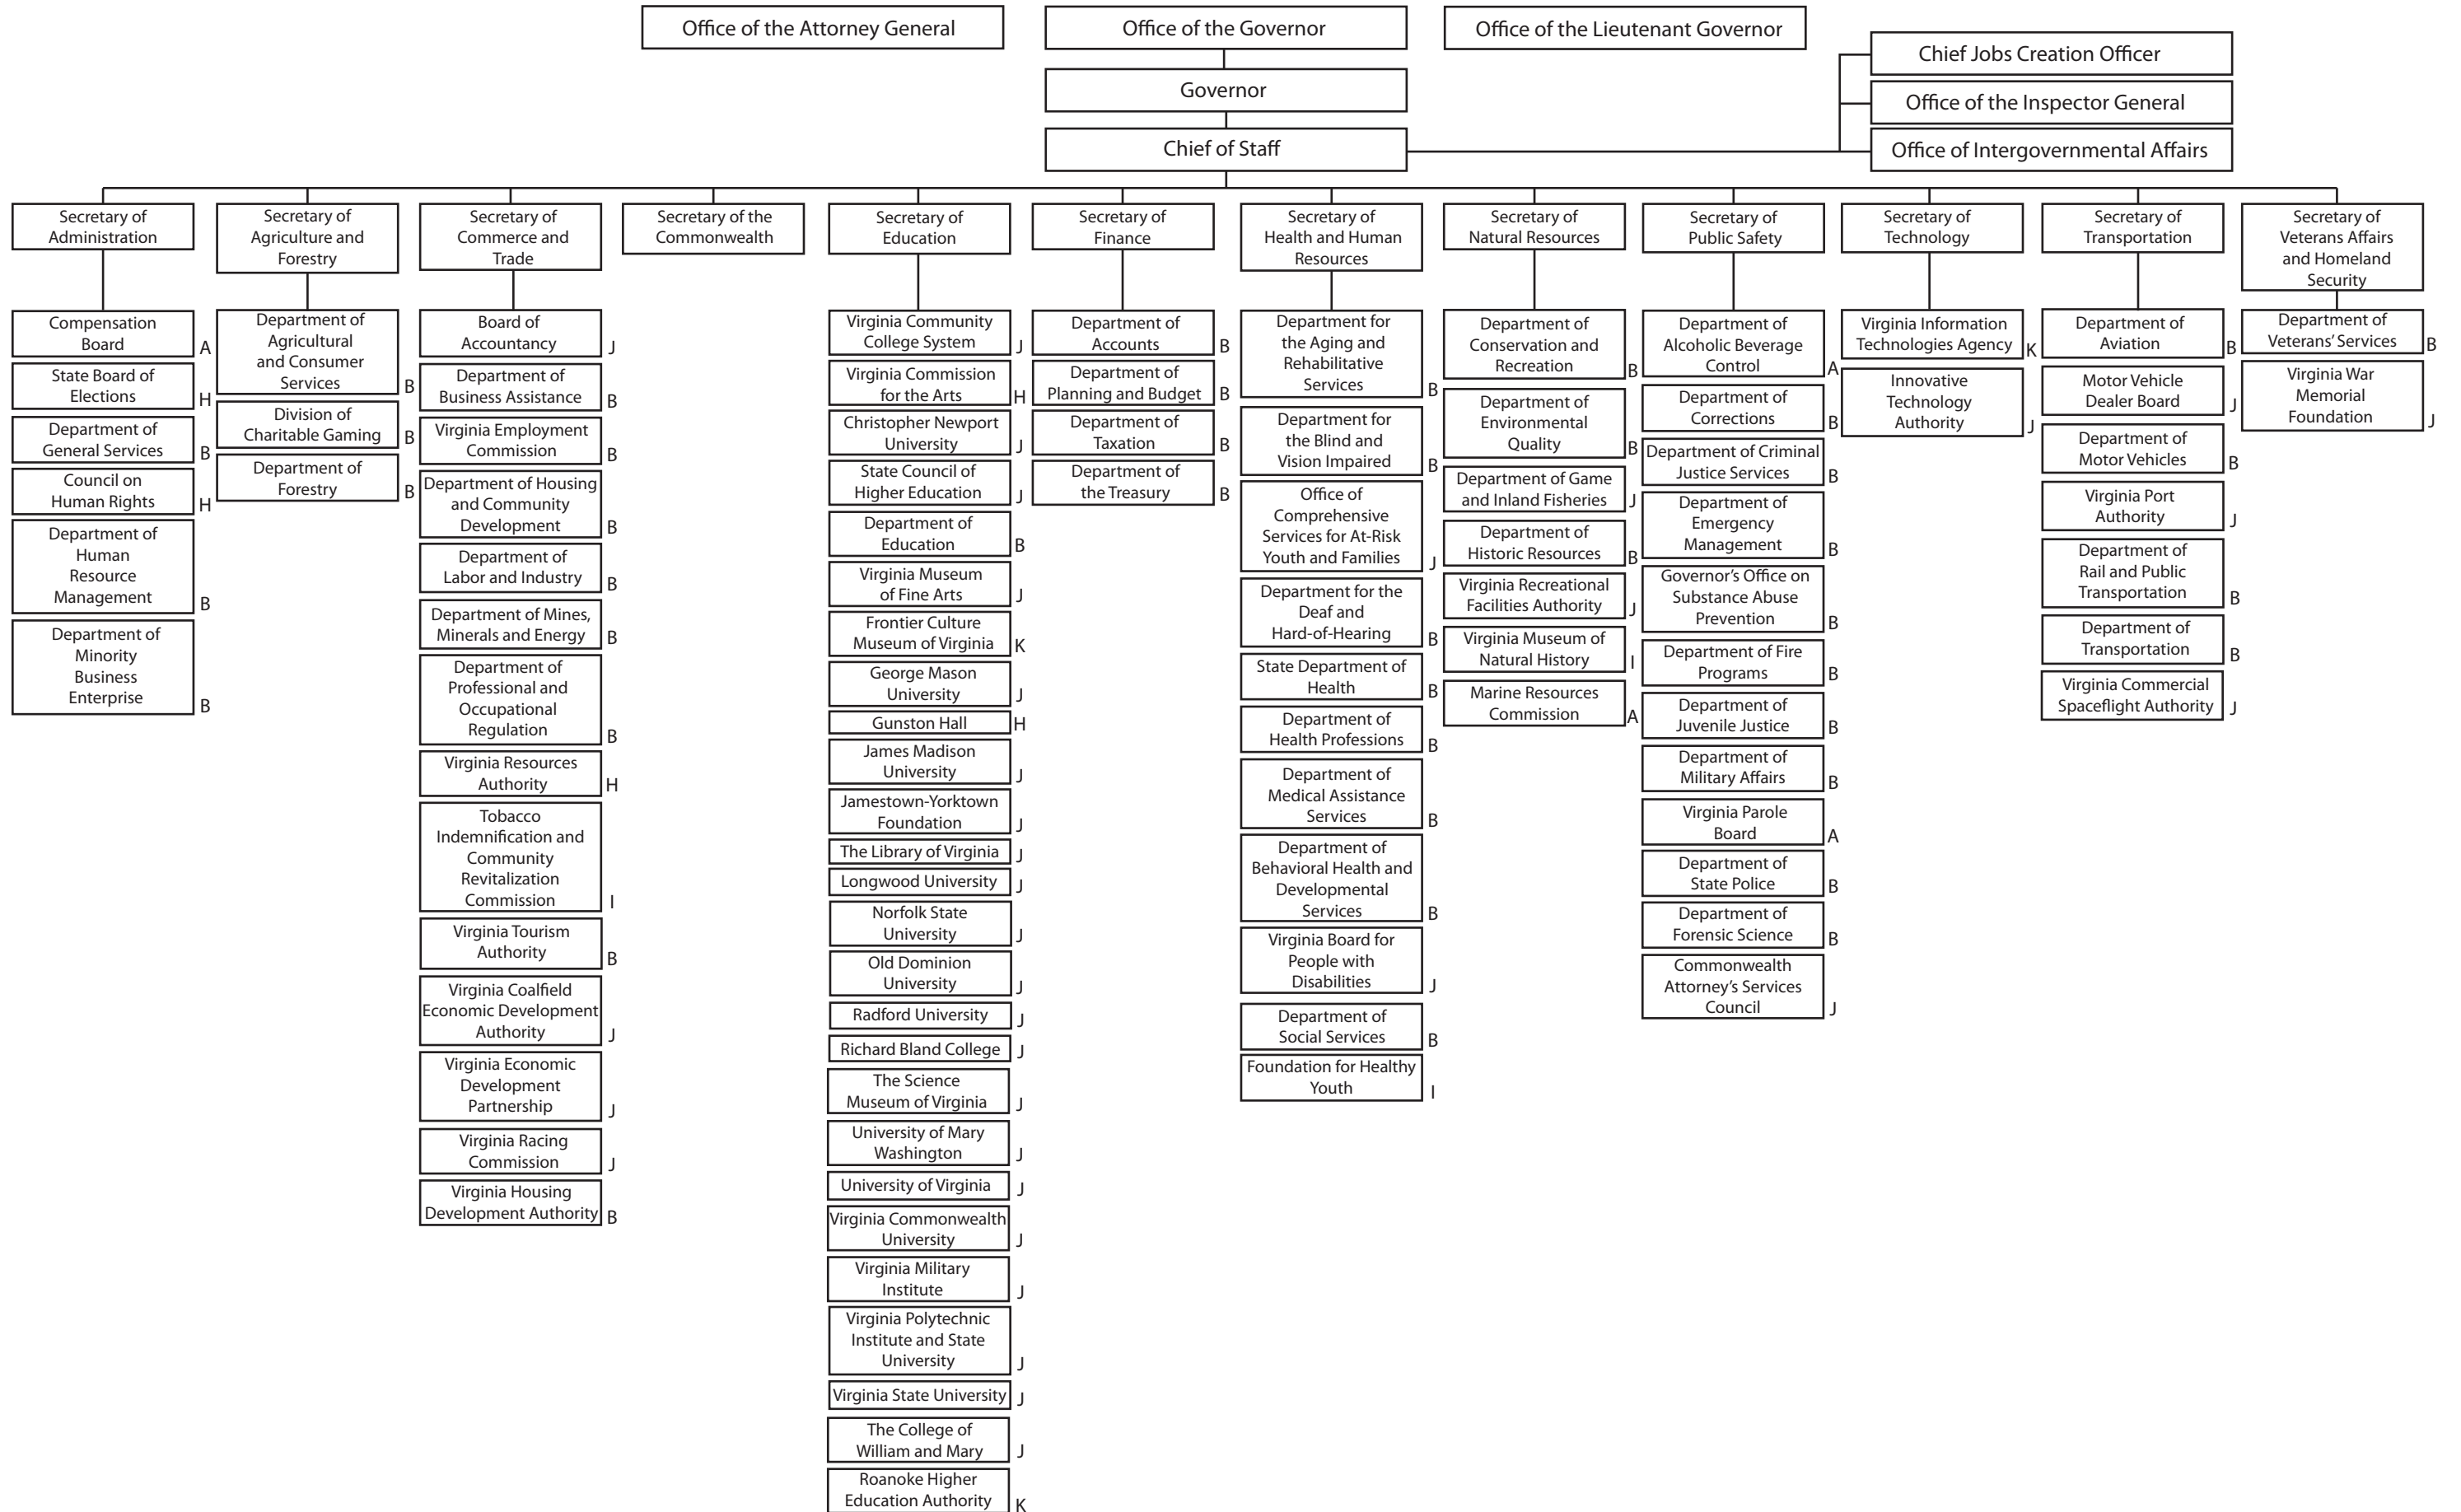 Office of the Attorney General
Office of the Governor
Office of the Lieutenant Governor
Governor
Chief of Staff
Chief Jobs Creation Officer
Office of the Inspector General
Office of Intergovernmental Affairs
Secretary of
Administration
Compensation
Board
A
State Board of
Elections
H
Department of
General Services
B
Council on
Human Rights
H
Department of
Human
Resource
Management
B
Department of
Minority
Business
Enterprise
B
Secretary of
Agriculture and
Forestry
Department of
Agricultural
and Consumer
Services
B
Division of
Charitable Gaming
B
Department of
Forestry
B
Secretary of
Commerce and
Trade
Board of
Accountancy
J
Department of
Business Assistance
B
Virginia Employment
Commission
B
Department of Housing
and Community
Development
B
Department of
Labor and Industry
B
Department of Mines,
Minerals and Energy
B
Department of
Professional and
Occupational
Regulation
B
Virginia Resources
Authority
H
Tobacco
Indemnification and
Community
Revitalization
Commission
I
Virginia Tourism
Authority
B
Virginia Coalfield
Economic Development
Authority
J
Virginia Economic
Development
Partnership
J
Virginia Racing
Commission
J
Virginia Housing
Development Authority
B
Secretary of the
Commonwealth
Secretary of
Education
Virginia Community
College System
J
Virginia Commission
for the Arts
H
Christopher Newport
University
J
State Council of
Higher Education
J
Department of
Education
B
Virginia Museum
of Fine Arts
J
Frontier Culture
Museum of Virginia
K
George Mason
University
J
Gunston Hall
H
James Madison
University
J
Jamestown-Yorktown
Foundation
J
The Library of Virginia
J
Longwood University
J
Norfolk State
University
J
Old Dominion
University
J
Radford University
J
Richard Bland College
J
The Science
Museum of Virginia
J
University of Mary
Washington
J
University of Virginia
J
Virginia Commonwealth
University
J
Virginia Military
Institute
J
Virginia Polytechnic
Institute and State
University
J
Virginia State University
J
The College of
William and Mary
J
Roanoke Higher
Education Authority
K
Secretary of
Finance
Department of
Accounts
B
Department of
Planning and Budget
B
Department of
Taxation
B
Department of
the Treasury
B
Secretary of
Health and Human
Resources
Department for
the Aging and
Rehabilitative
Services
B
Department for
the Blind and
Vision Impaired
B
Office of
Comprehensive
Services for At-Risk
Youth and Families
J
Department for the
Deaf and
Hard-of-Hearing
B
State Department of
Health
B
Department of
Health Professions
B
Department of
Medical Assistance
Services
B
Department of
Behavioral Health and
Developmental
Services
B
Virginia Board for
People with
Disabilities
J
Department of
Social Services
B
Foundation for Healthy
Youth
I
Secretary of
Natural Resources
Department of
Conservation and
Recreation
B
Department of
Environmental
Quality
B
Department of Game
and Inland Fisheries
J
Department of
Historic Resources
B
Virginia Recreational
Facilities Authority
J
Virginia Museum of
Natural History
I
Marine Resources
Commission
A
Secretary of
Public Safety
Department of
Alcoholic Beverage
Control
A
Department of
Corrections
B
Department of Criminal
Justice Services
B
Department of
Emergency
Management
B
Governor's Office on
Substance Abuse
Prevention
B
Department of Fire
Programs
B
Department of
Juvenile Justice
B
Department of
Military Affairs
B
Virginia Parole
Board
A
Department of
State Police
B
Department of
Forensic Science
B
Commonwealth
Attorney's Services
Council
J
Secretary of
Technology
Virginia Information
Technologies Agency
K
Innovative
Technology
Authority
J
Secretary of
Transportation
Department of
Aviation
B
Motor Vehicle
Dealer Board
J
Department of
Motor Vehicles
B
Virginia Port
Authority
J
Department of
Rail and Public
Transportation
B
Department of
Transportation
B
Virginia Commercial
Spaceflight Authority
J
Secretary of
Veterans Affairs
and Homeland
Security
Department of
Veterans' Services
B
Virginia War
Memorial
Foundation
J